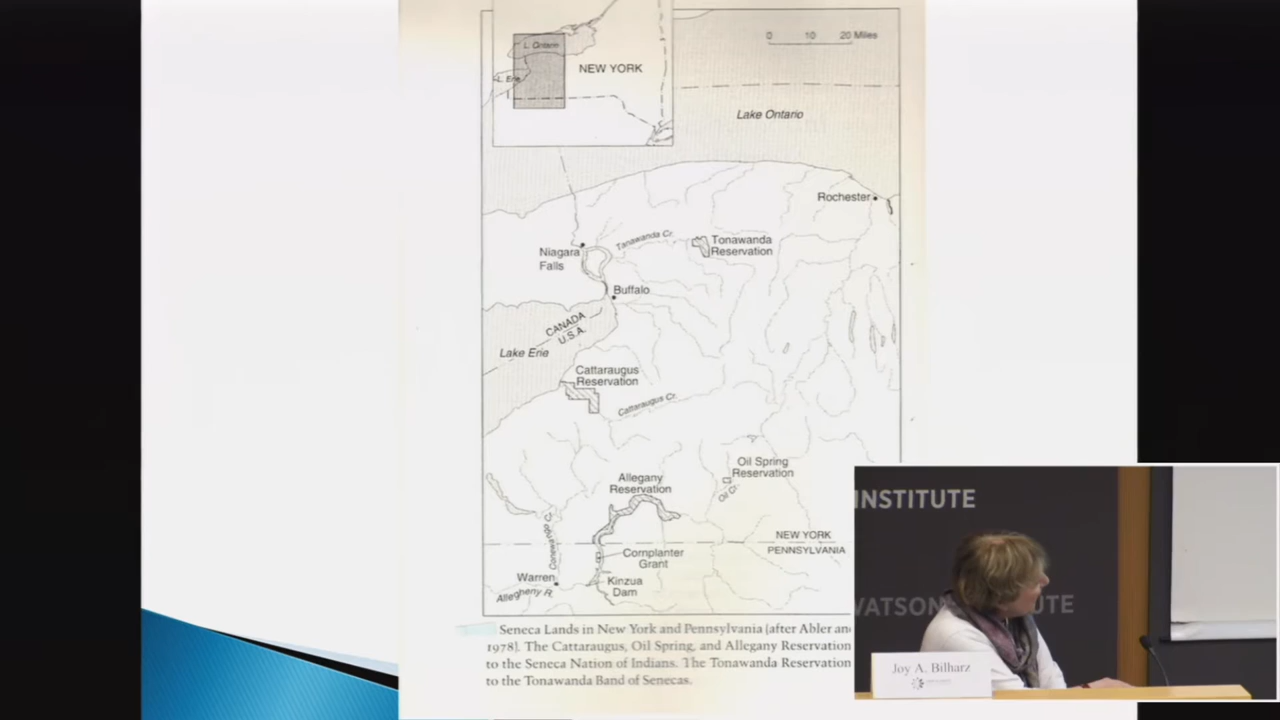 L. Ontario
L. Erie
NEW YORK
0 10 20 Miles
Lake Ontario
Rochester
Niagara
Falls
Tonawanda Cr.
Tonawanda
Reservation
Buffalo
CANADA
U.S.A.
Lake Erie
Cattaraugus
Reservation
Cattaraugus Cr.
Oil Spring
Reservation
Oil Cr.
Allegany
Reservation
Conewango Cr.
NEW YORK
PENNSYLVANIA
Cornplanter
Grant
Warren
Kinzua
Dam
Allegheny R.
Seneca Lands in New York and Pennsylvania (after Abler an
1978). The Cattaraugus, Oil Spring, and Allegany Reservation
to the Seneca Nation of Indians. The Tonawanda Reservation
to the Tonawanda Band of Senecas.
INSTITUTE
WATSON INSTITUTE
Joy A. Bilharz